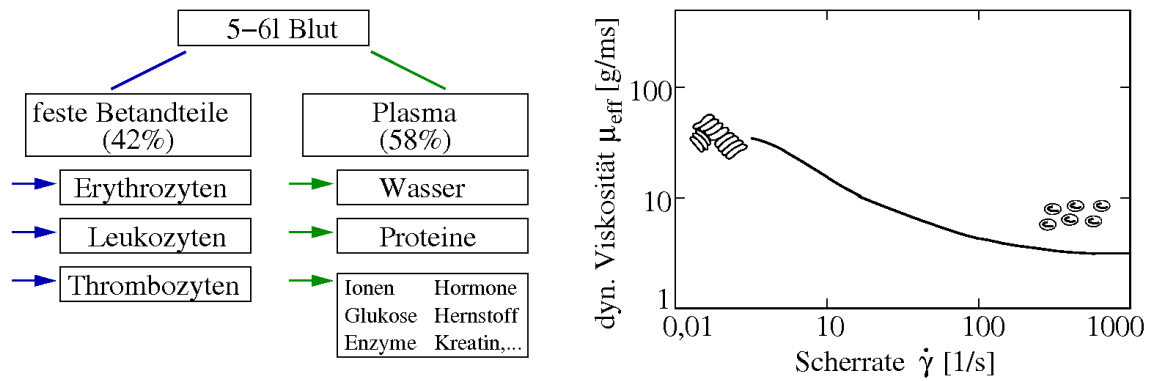 5-6l Blut
feste Betandteile
(42%)
Erythrozyten
Leukozyten
Thrombozyten
Plasma
(58%)
Wasser
Proteine
Ionen Hormone
Glukose Hernstoff
Enzyme Kreatin,...
dyn. Viskosität μeff [g/ms]
100
10
1
0,01 10 100 1000
Scherrate γ̇ [1/s]